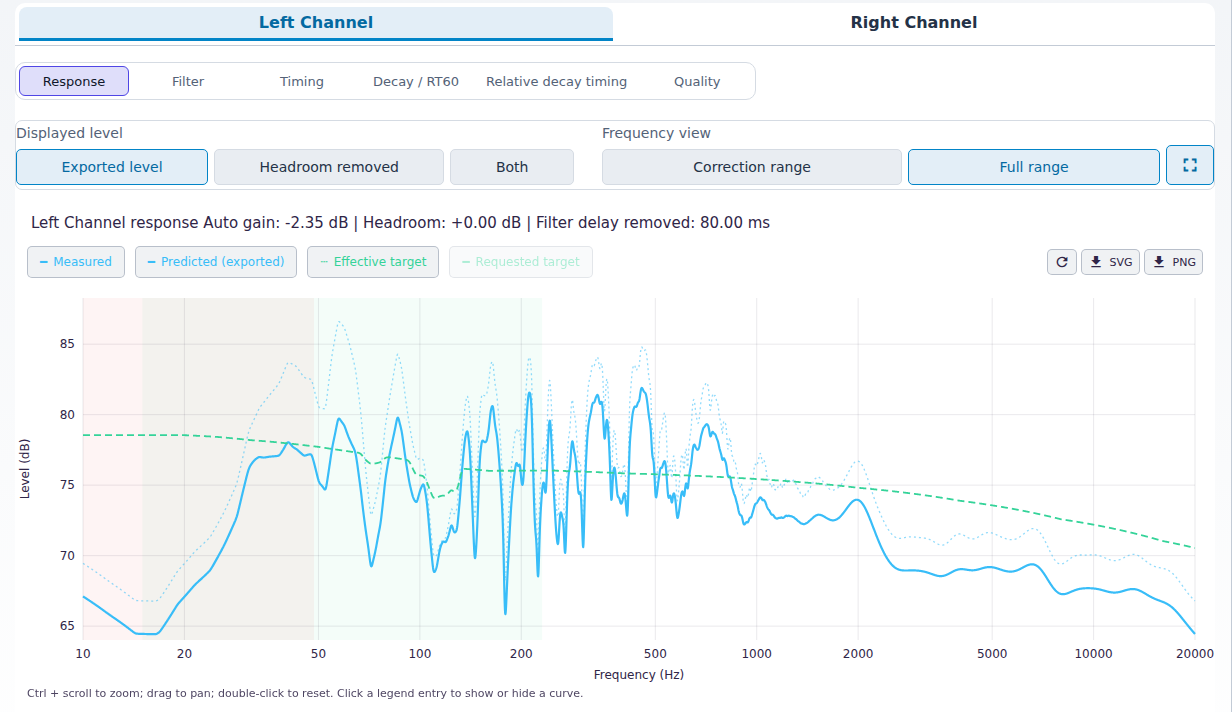 Left Channel Right Channel
Response Filter Timing Decay / RT60 Relative decay timing Quality
Displayed level Frequency view
Exported level Headroom removed Both Correction range Full range
Left Channel response Auto gain: -2.35 dB | Headroom: +0.00 dB | Filter delay removed: 80.00 ms
Measured Predicted (exported) Effective target Requested target SVG PNG
85
80
75
70
65
Level (dB)
10 20 50 100 200 500 1000 2000 5000 10000 20000
Frequency (Hz)
Ctrl + scroll to zoom; drag to pan; double-click to reset. Click a legend entry to show or hide a curve.